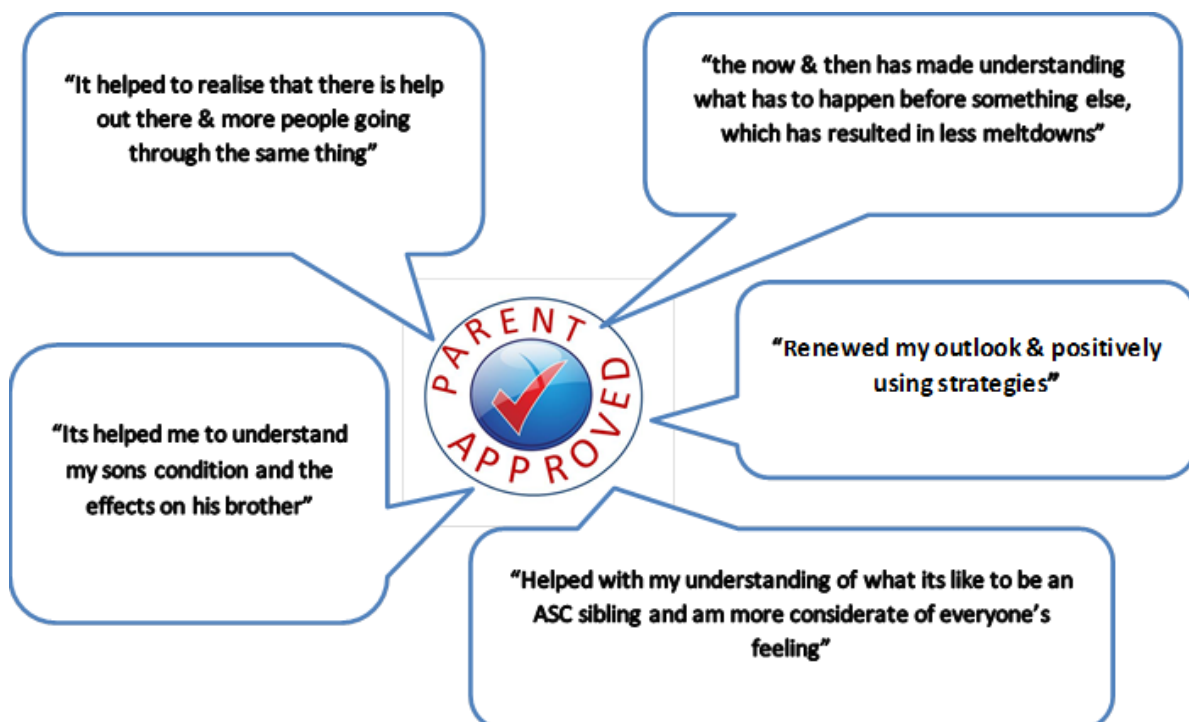 “It helped to realise that there is help
out there & more people going
through the same thing”
“the now & then has made understanding
what has to happen before something else,
which has resulted in less meltdowns”
PARENT
APPROVED
“Renewed my outlook & positively
using strategies”
“Its helped me to understand
my sons condition and the
effects on his brother”
“Helped with my understanding of what its like to be an
ASC sibling and am more considerate of everyone’s
feeling”